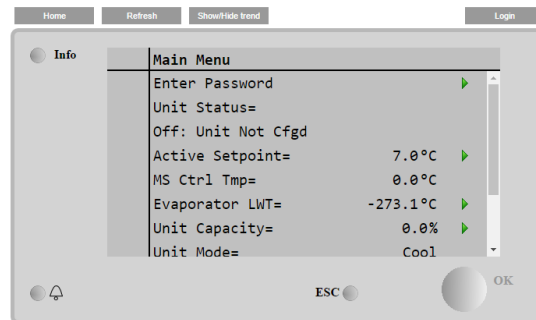 Home Refresh Show/Hide trend Login
Info
Main Menu
Enter Password
Unit Status=
Off: Unit Not Cfgd
Active Setpoint= 7.0°C
MS Ctrl Tmp= 0.0°C
Evaporator LWT= -273.1°C
Unit Capacity= 0.0%
Unit Mode= Cool
ESC OK